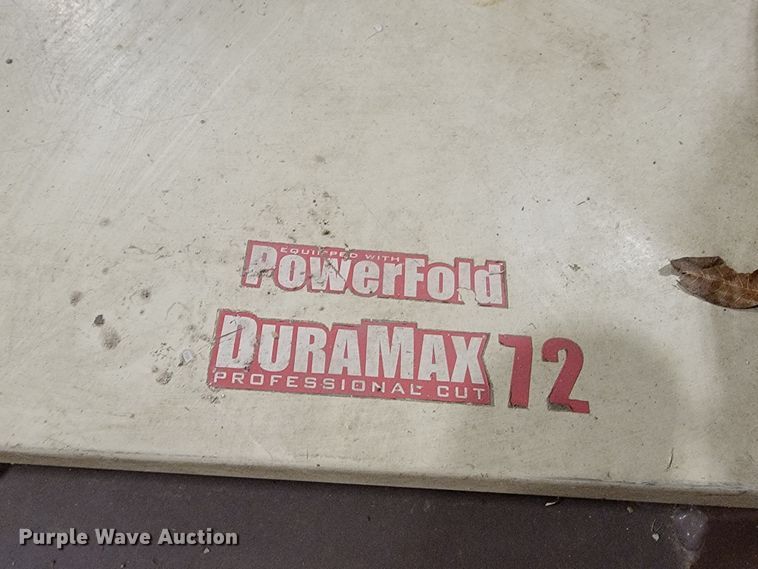 EQUIPPED WITH
PowerFold
DuraMax 72
PROFESSIONAL CUT
Purple Wave Auction